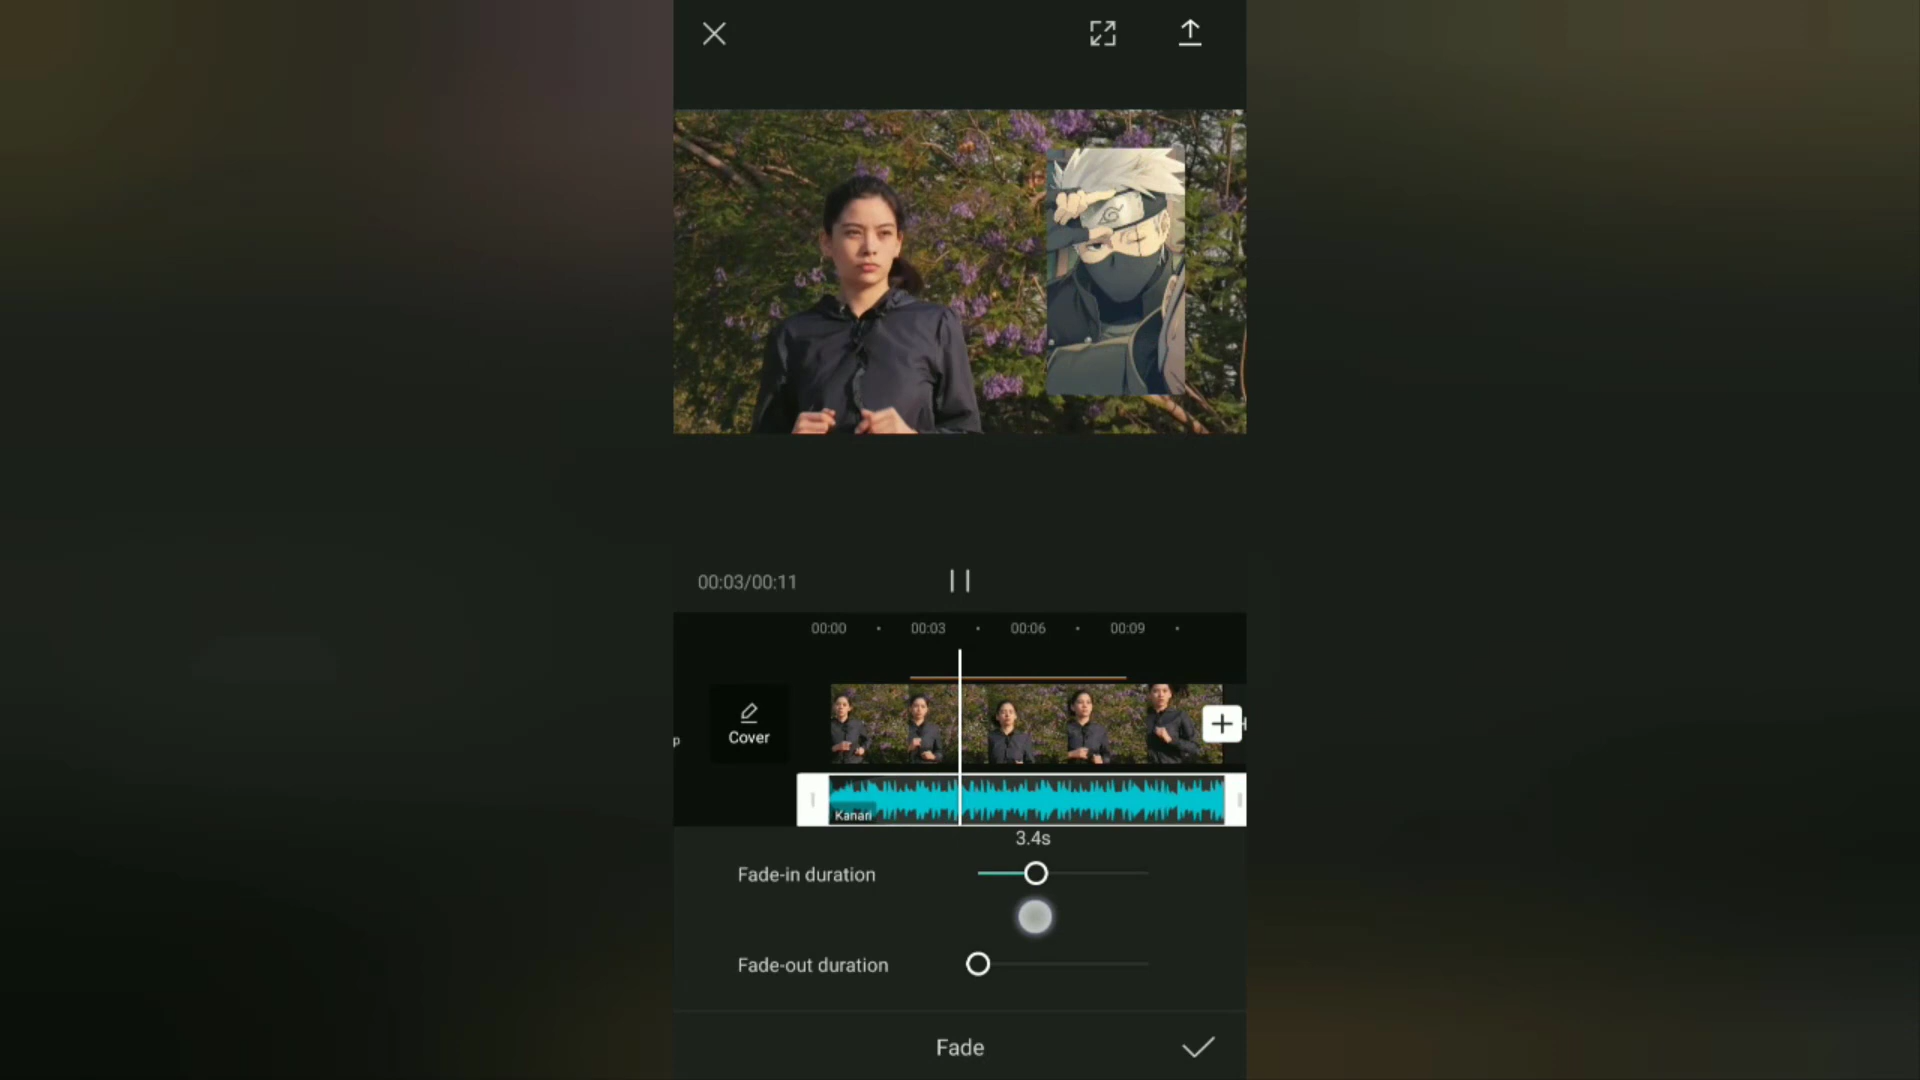 00:03/00:11
00:00 00:03 00:06 00:09
p
Cover
Kanari
3.4s
Fade-in duration
Fade-out duration
Fade